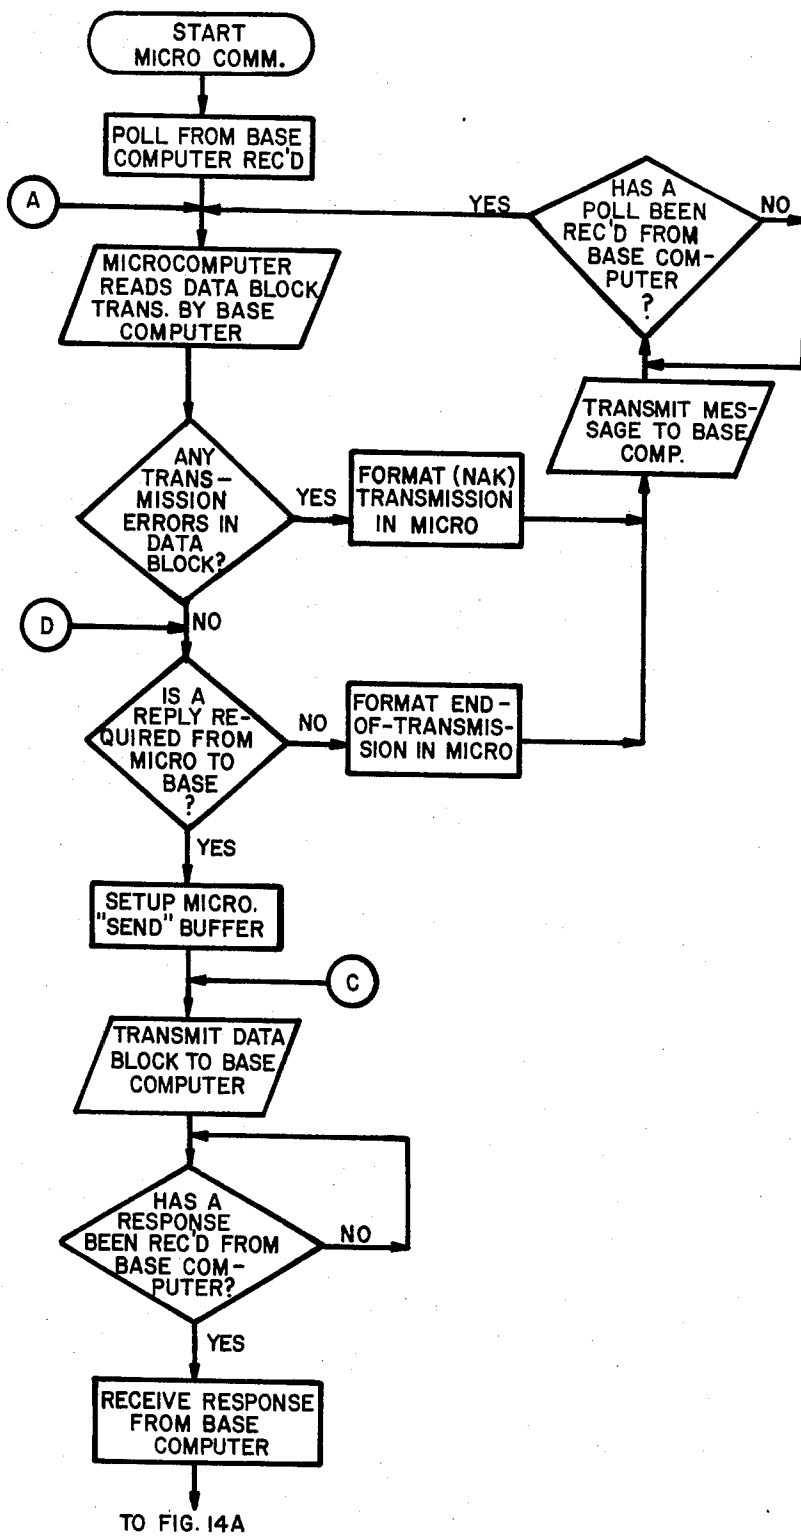 START
MICRO COMM.
POLL FROM BASE
COMPUTER REC'D
A
YES
HAS A
POLL BEEN
REC'D FROM
BASE COM-
PUTER
?
NO
MICROCOMPUTER
READS DATA BLOCK
TRANS. BY BASE
COMPUTER
TRANSMIT MES-
SAGE TO BASE
COMP.
ANY
TRANS-
MISSION
ERRORS IN
DATA
BLOCK?
YES
FORMAT (NAK)
TRANSMISSION
IN MICRO
D
NO
IS A
REPLY RE-
QUIRED FROM
MICRO TO
BASE
?
NO
FORMAT END-
OF-TRANSMIS-
SION IN MICRO
YES
SETUP MICRO.
"SEND" BUFFER
C
TRANSMIT DATA
BLOCK TO BASE
COMPUTER
HAS A
RESPONSE
BEEN REC'D FROM
BASE COM-
PUTER?
NO
YES
RECEIVE RESPONSE
FROM BASE
COMPUTER
TO FIG. 14A